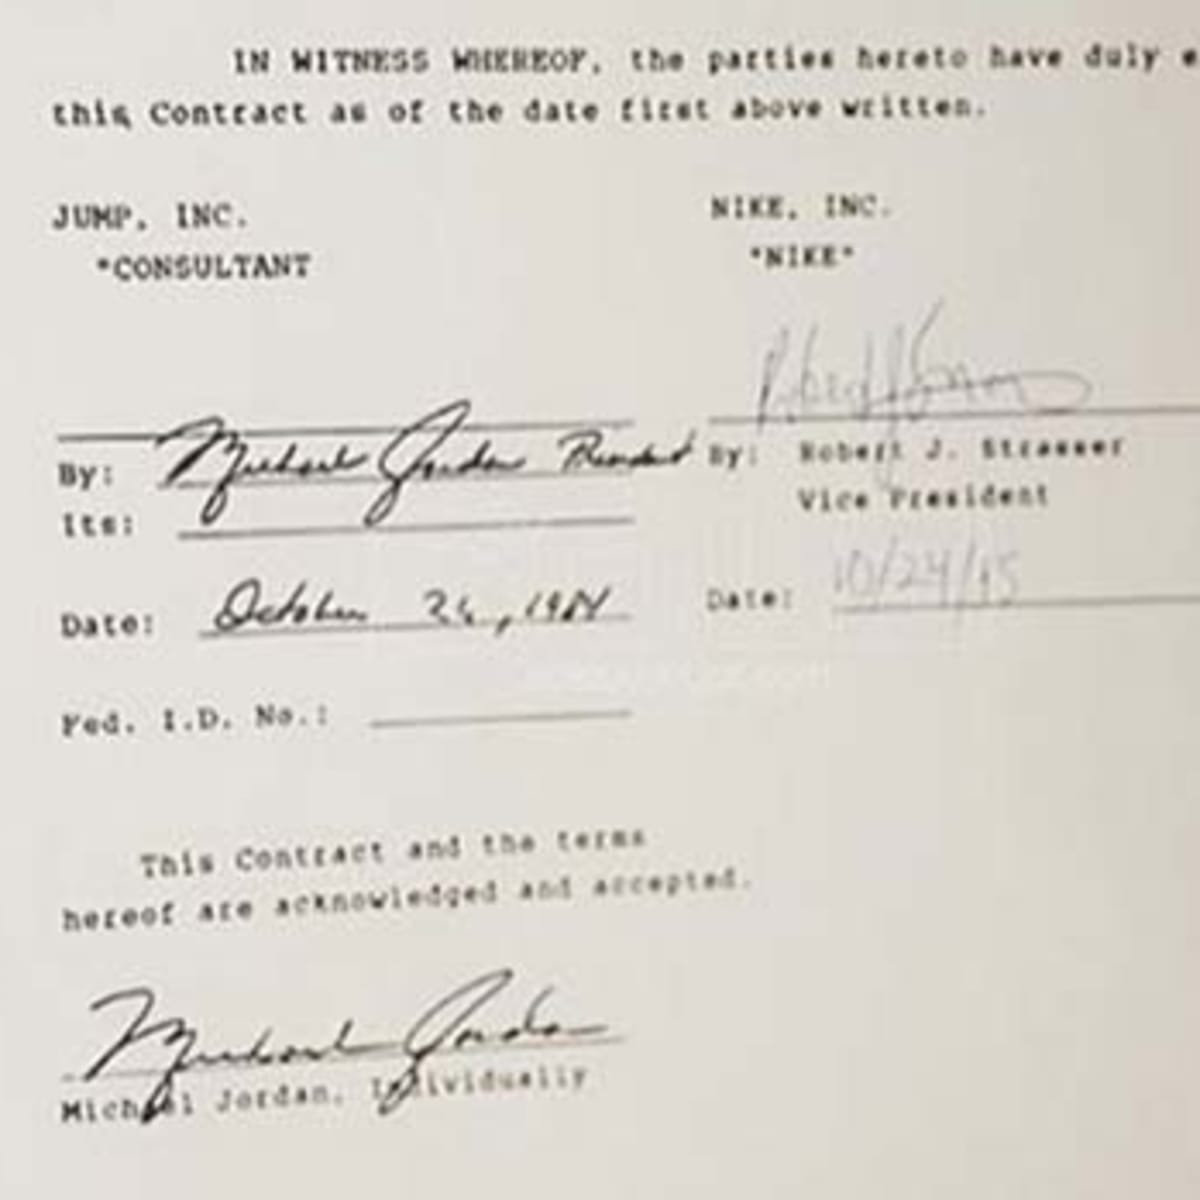 IN WITNESS WHEREOF, the parties hereto have duly e
this Contract as of the date first above written.
JUMP, INC.
"CONSULTANT
NIKE, INC.
"NIKE"
By: Michael Jordan President
Its:
Date: October 26, 1984
Fed. I.D. No.:
By: Robert J. Strasser
Vice President
Date: 10/24/
This Contract and the terms
hereof are acknowledged and accepted.
Michael Jordan
Michael Jordan, Individually